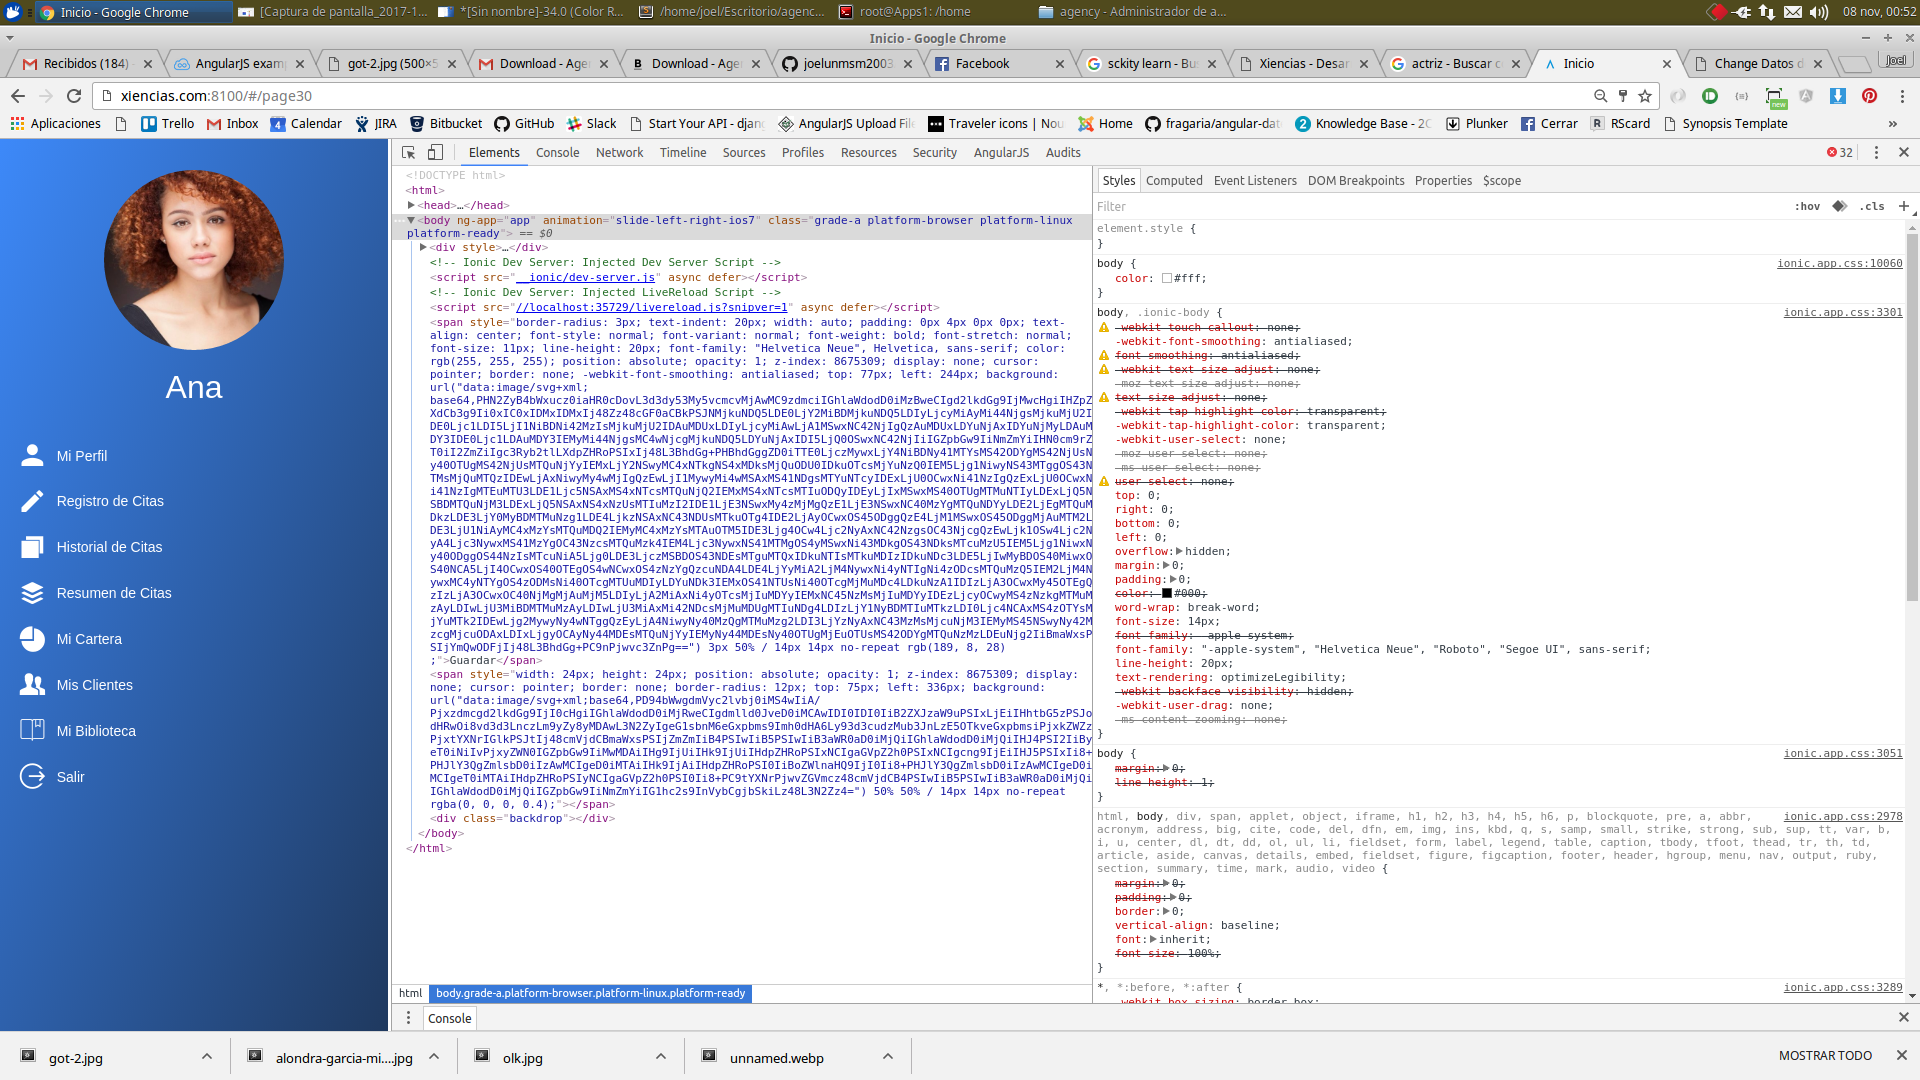 Inicio - Google Chrome
[Captura de pantalla_2017-1...
*[Sin nombre]-34.0 (Color R...
/home/joel/Escritorio/agenc...
root@Apps1: /home
agency - Administrador de a...
08 nov, 00:52
Inicio - Google Chrome
Recibidos (184)
AngularJS exam
got-2.jpg (500×5
Download - Age
Download - Age
joelunmsm2003
Facebook
sckity learn - Bus
Xiencias - Desar
actriz - Buscar c
Inicio
Change Datos d
Joel
xiencias.com:8100/#/page30
Aplicaciones
Trello
Inbox
Calendar
JIRA
Bitbucket
GitHub
Slack
Start Your API - djan
AngularJS Upload Fil
Traveler icons | Nou
Home
fragaria/angular-dat
Knowledge Base - 2C
Plunker
Cerrar
RScard
Synopsis Template
»
Ana
Mi Perfil
Registro de Citas
Historial de Citas
Resumen de Citas
Mi Cartera
Mis Clientes
Mi Biblioteca
Salir
Elements Console Network Timeline Sources Profiles Resources Security AngularJS Audits
32
<!DOCTYPE html>
<html>
<head>…</head>
<body ng-app="app" animation="slide-left-right-ios7" class="grade-a platform-browser platform-linux
platform-ready"> == $0
<div style>…</div>
<!-- Ionic Dev Server: Injected Dev Server Script -->
<script src="__ionic/dev-server.js" async defer></script>
<!-- Ionic Dev Server: Injected LiveReload Script -->
<script src="//localhost:35729/livereload.js?snipver=1" async defer></script>
<span style="border-radius: 3px; text-indent: 20px; width: auto; padding: 0px 4px 0px 0px; text-
align: center; font-style: normal; font-variant: normal; font-weight: bold; font-stretch: normal;
font-size: 11px; line-height: 20px; font-family: "Helvetica Neue", Helvetica, sans-serif; color:
rgb(255, 255, 255); position: absolute; opacity: 1; z-index: 8675309; display: none; cursor:
pointer; border: none; -webkit-font-smoothing: antialiased; top: 77px; left: 244px; background:
url("data:image/svg+xml;
3px 50% / 14px 14px no-repeat rgb(189, 8, 28)
;">Guardar</span>
<span style="width: 24px; height: 24px; position: absolute; opacity: 1; z-index: 8675309; display:
none; cursor: pointer; border: none; border-radius: 12px; top: 75px; left: 336px; background:
50% 50% / 14px 14px no-repeat
rgba(0, 0, 0, 0.4);"></span>
<div class="backdrop"></div>
</body>
</html>
html body.grade-a.platform-browser.platform-linux.platform-ready
Console
Styles Computed Event Listeners DOM Breakpoints Properties $scope
Filter
:hov .cls +
element.style {
}
body { ionic.app.css:10060
color: #fff;
}
body, .ionic-body { ionic.app.css:3301
-webkit-touch-callout: none;
-webkit-font-smoothing: antialiased;
font-smoothing: antialiased;
-webkit-text-size-adjust: none;
-moz-text-size-adjust: none;
text-size-adjust: none;
-webkit-tap-highlight-color: transparent;
-webkit-tap-highlight-color: transparent;
-webkit-user-select: none;
-moz-user-select: none;
-ms-user-select: none;
user-select: none;
top: 0;
right: 0;
bottom: 0;
left: 0;
overflow: hidden;
margin: 0;
padding: 0;
color: #000;
word-wrap: break-word;
font-size: 14px;
font-family: -apple-system;
font-family: "-apple-system", "Helvetica Neue", "Roboto", "Segoe UI", sans-serif;
line-height: 20px;
text-rendering: optimizeLegibility;
-webkit-backface-visibility: hidden;
-webkit-user-drag: none;
-ms-content-zooming: none;
}
body { ionic.app.css:3051
margin: 0;
line-height: 1;
}
html, body, div, span, applet, object, iframe, h1, h2, h3, h4, h5, h6, p, blockquote, pre, a, abbr, ionic.app.css:2978
acronym, address, big, cite, code, del, dfn, em, img, ins, kbd, q, s, samp, small, strike, strong, sub, sup, tt, var, b,
i, u, center, dl, dt, dd, ol, ul, li, fieldset, form, label, legend, table, caption, tbody, tfoot, thead, tr, th, td,
article, aside, canvas, details, embed, fieldset, figure, figcaption, footer, header, hgroup, menu, nav, output, ruby,
section, summary, time, mark, audio, video {
margin: 0;
padding: 0;
border: 0;
vertical-align: baseline;
font: inherit;
font-size: 100%;
}
*, *:before, *:after { ionic.app.css:3289
-webkit-box-sizing: border-box;
got-2.jpg
alondra-garcia-mi....jpg
olk.jpg
unnamed.webp
MOSTRAR TODO